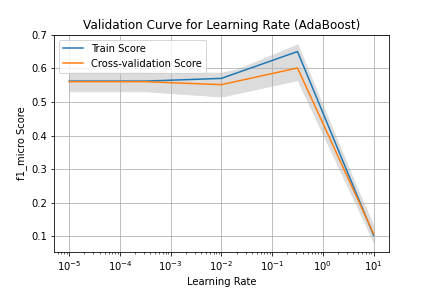 Validation Curve for Learning Rate (AdaBoost)
Train Score
Cross-validation Score
f1_micro Score
0.7
0.6
0.5
0.4
0.3
0.2
0.1
10⁻⁵ 10⁻⁴ 10⁻³ 10⁻² 10⁻¹ 10⁰ 10¹
Learning Rate